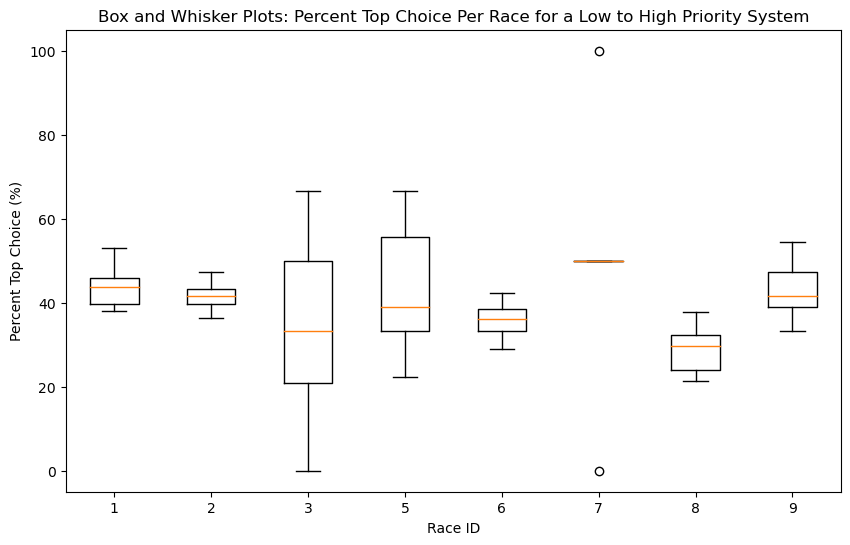 Box and Whisker Plots: Percent Top Choice Per Race for a Low to High Priority System
Percent Top Choice (%)
100
80
60
40
20
0
1 2 3 5 6 7 8 9
Race ID